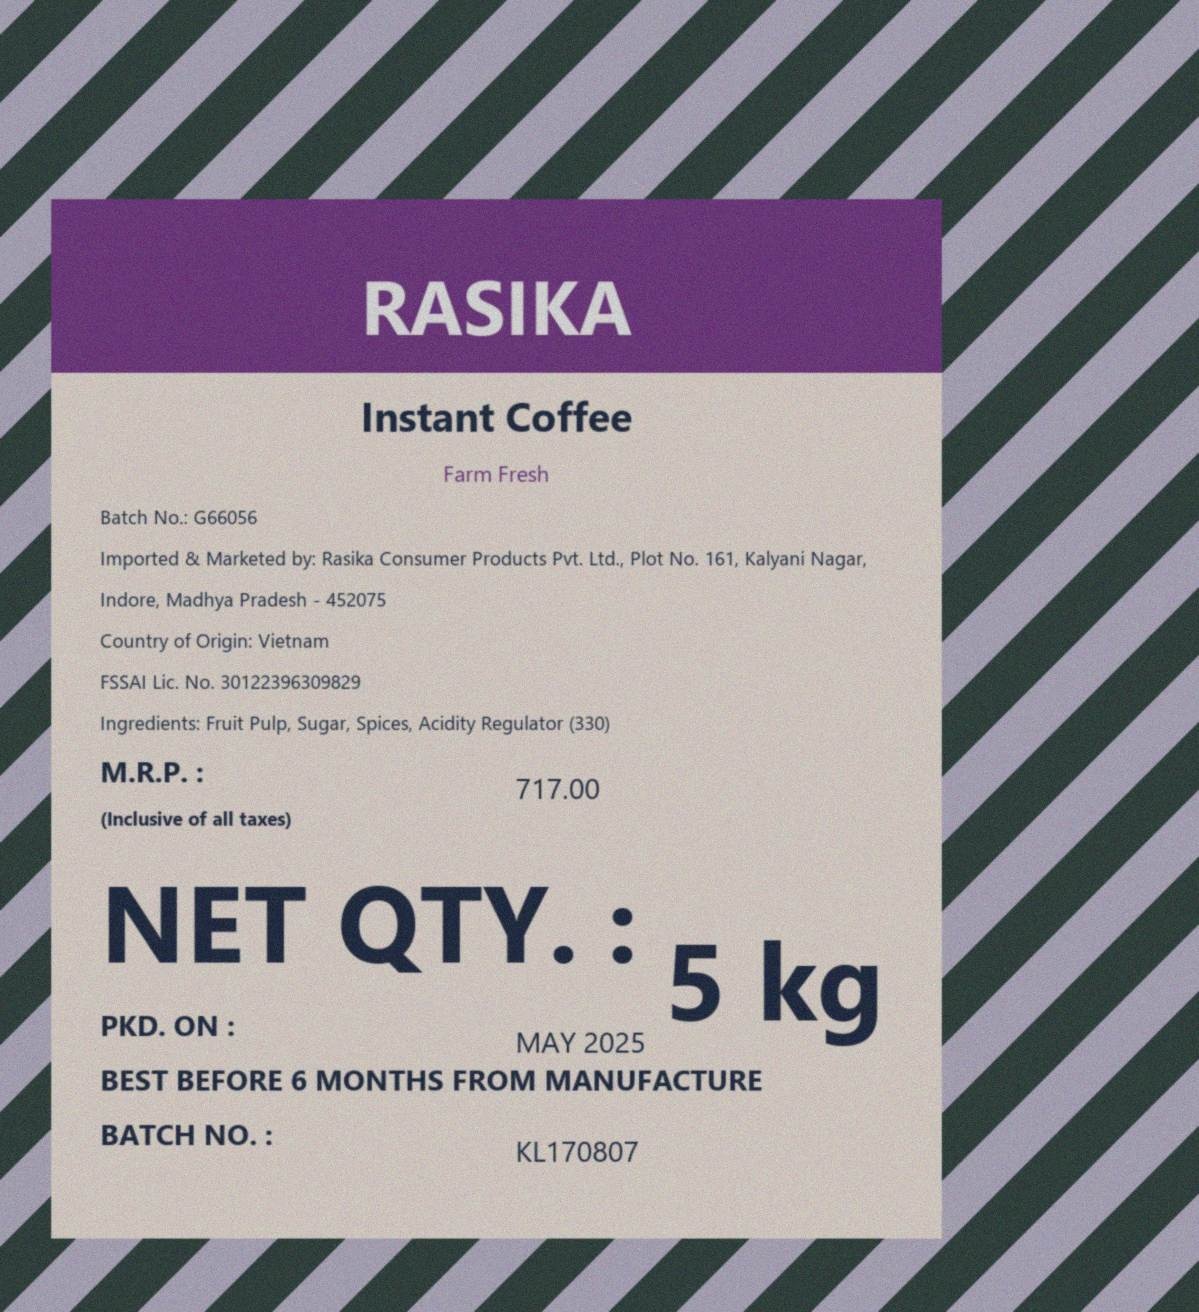 RASIKA
Instant Coffee
Farm Fresh
Batch No.: G66056
Imported & Marketed by: Rasika Consumer Products Pvt. Ltd., Plot No. 161, Kalyani Nagar,
Indore, Madhya Pradesh - 452075
Country of Origin: Vietnam
FSSAI Lic. No. 30122396309829
Ingredients: Fruit Pulp, Sugar, Spices, Acidity Regulator (330)
M.R.P. : 717.00
(Inclusive of all taxes)
NET QTY. : 5 kg
PKD. ON : MAY 2025
BEST BEFORE 6 MONTHS FROM MANUFACTURE
BATCH NO. : KL170807